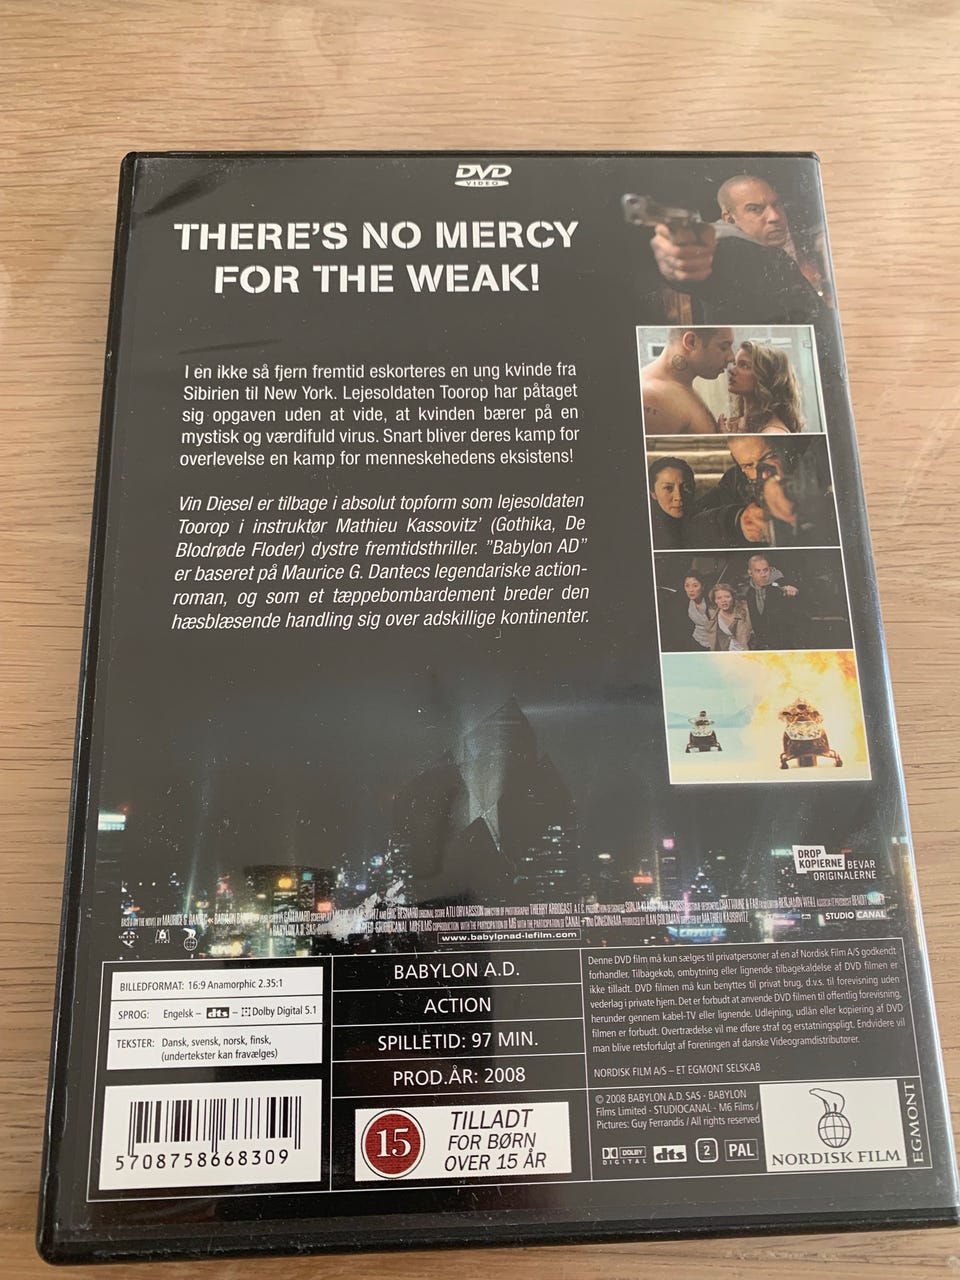 DVD
VIDEO
THERE'S NO MERCY
FOR THE WEAK!
I en ikke så fjern fremtid eskorteres en ung kvinde fra
Sibirien til New York. Lejesoldaten Toorop har påtaget
sig opgaven uden at vide, at kvinden bærer på en
mystisk og værdifuld virus. Snart bliver deres kamp for
overlevelse en kamp for menneskehedens eksistens!
Vin Diesel er tilbage i absolut topform som lejesoldaten
Toorop i instruktør Mathieu Kassovitz' (Gothika, De
Blodrøde Floder) dystre fremtidsthriller. "Babylon AD"
er baseret på Maurice G. Dantecs legendariske action-
roman, og som et tæppebombardement breder den
hæsblæsende handling sig over adskillige kontinenter.
DROP
KOPIERNE BEVAR
ORIGINALERNE
STUDIO CANAL
www.babylonad-lefilm.com
BILLEDFORMAT: 16:9 Anamorphic 2.35:1
SPROG: Engelsk – dts – Dolby Digital 5.1
TEKSTER: Dansk, svensk, norsk, finsk,
(undertekster kan fravælges)
5708758668309
BABYLON A.D.
ACTION
SPILLETID: 97 MIN.
PROD.ÅR: 2008
15
TILLADT
FOR BØRN
OVER 15 ÅR
Denne DVD film må kun sælges til privatpersoner af en af Nordisk Film A/S godkendt
forhandler. Tilbagekøb, ombytning eller lignende tilbagekaldelse af DVD filmen er
ikke tilladt. DVD filmen må kun benyttes til privat brug, d.v.s. til forevisning uden
vederlag i private hjem. Det er forbudt at anvende DVD filmen til offentlig forevisning,
herunder gennem kabel-TV eller lignende. Udlejning, udlån eller kopiering af DVD
filmen er forbudt. Overtrædelse vil medføre straf og erstatningspligt. Endvidere vil
man blive retsforfulgt af Foreningen af danske Videogramdistributører.
NORDISK FILM A/S – ET EGMONT SELSKAB
© 2008 BABYLON A.D. SAS - BABYLON
Films Limited - STUDIOCANAL - M6 Films /
Pictures: Guy Ferrandis / All rights reserved
DOLBY
DIGITAL
dts
2
PAL
NORDISK FILM
EGMONT